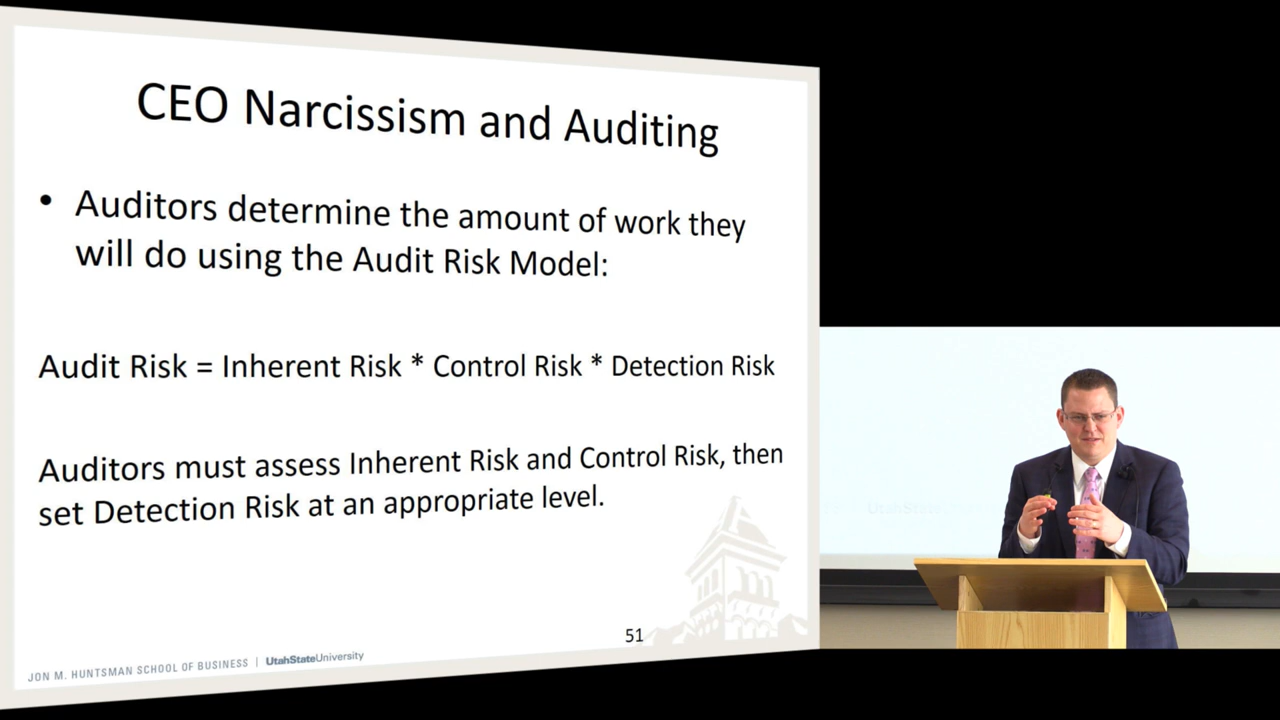 CEO Narcissism and Auditing
• Auditors determine the amount of work they
will do using the Audit Risk Model:
Audit Risk = Inherent Risk * Control Risk * Detection Risk
Auditors must assess Inherent Risk and Control Risk, then
set Detection Risk at an appropriate level.
51
JON M. HUNTSMAN SCHOOL OF BUSINESS | UtahStateUniversity
UtahState